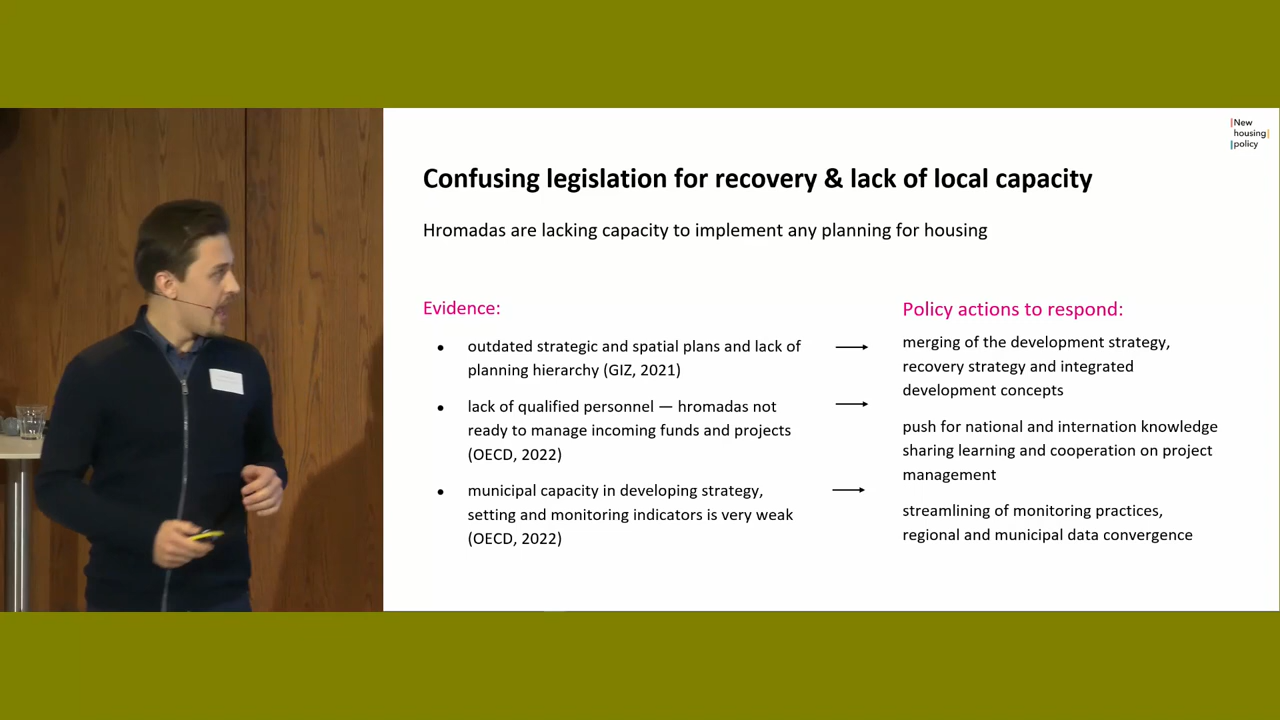 New
housing
policy
Confusing legislation for recovery & lack of local capacity
Hromadas are lacking capacity to implement any planning for housing
Evidence:
● outdated strategic and spatial plans and lack of
planning hierarchy (GIZ, 2021)
● lack of qualified personnel — hromadas not
ready to manage incoming funds and projects
(OECD, 2022)
● municipal capacity in developing strategy,
setting and monitoring indicators is very weak
(OECD, 2022)
Policy actions to respond:
merging of the development strategy,
recovery strategy and integrated
development concepts
push for national and internation knowledge
sharing learning and cooperation on project
management
streamlining of monitoring practices,
regional and municipal data convergence